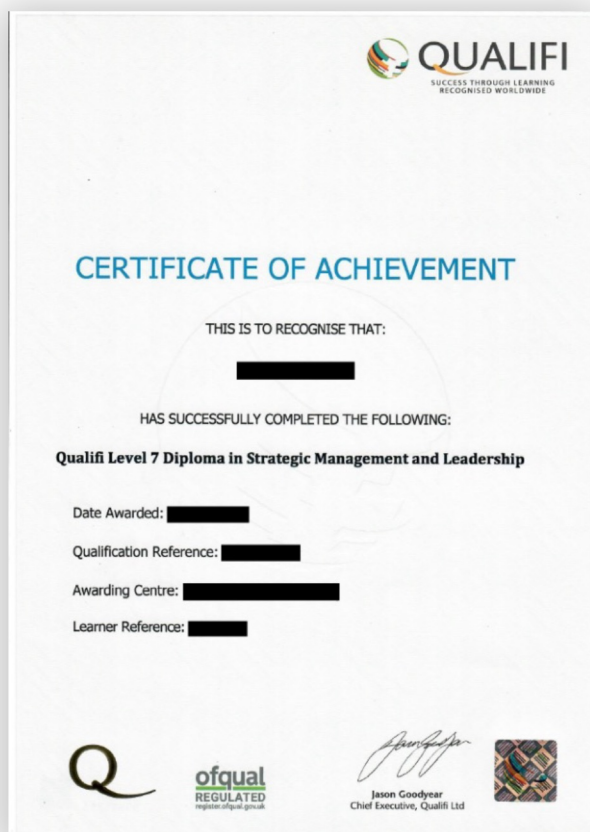 QUALIFI
SUCCESS THROUGH LEARNING
RECOGNISED WORLDWIDE
CERTIFICATE OF ACHIEVEMENT
THIS IS TO RECOGNISE THAT:
HAS SUCCESSFULLY COMPLETED THE FOLLOWING:
Qualifi Level 7 Diploma in Strategic Management and Leadership
Date Awarded:
Qualification Reference:
Awarding Centre:
Learner Reference:
Q
ofqual
REGULATED
register.ofqual.gov.uk
Jason Goodyear
Chief Executive, Qualifi Ltd